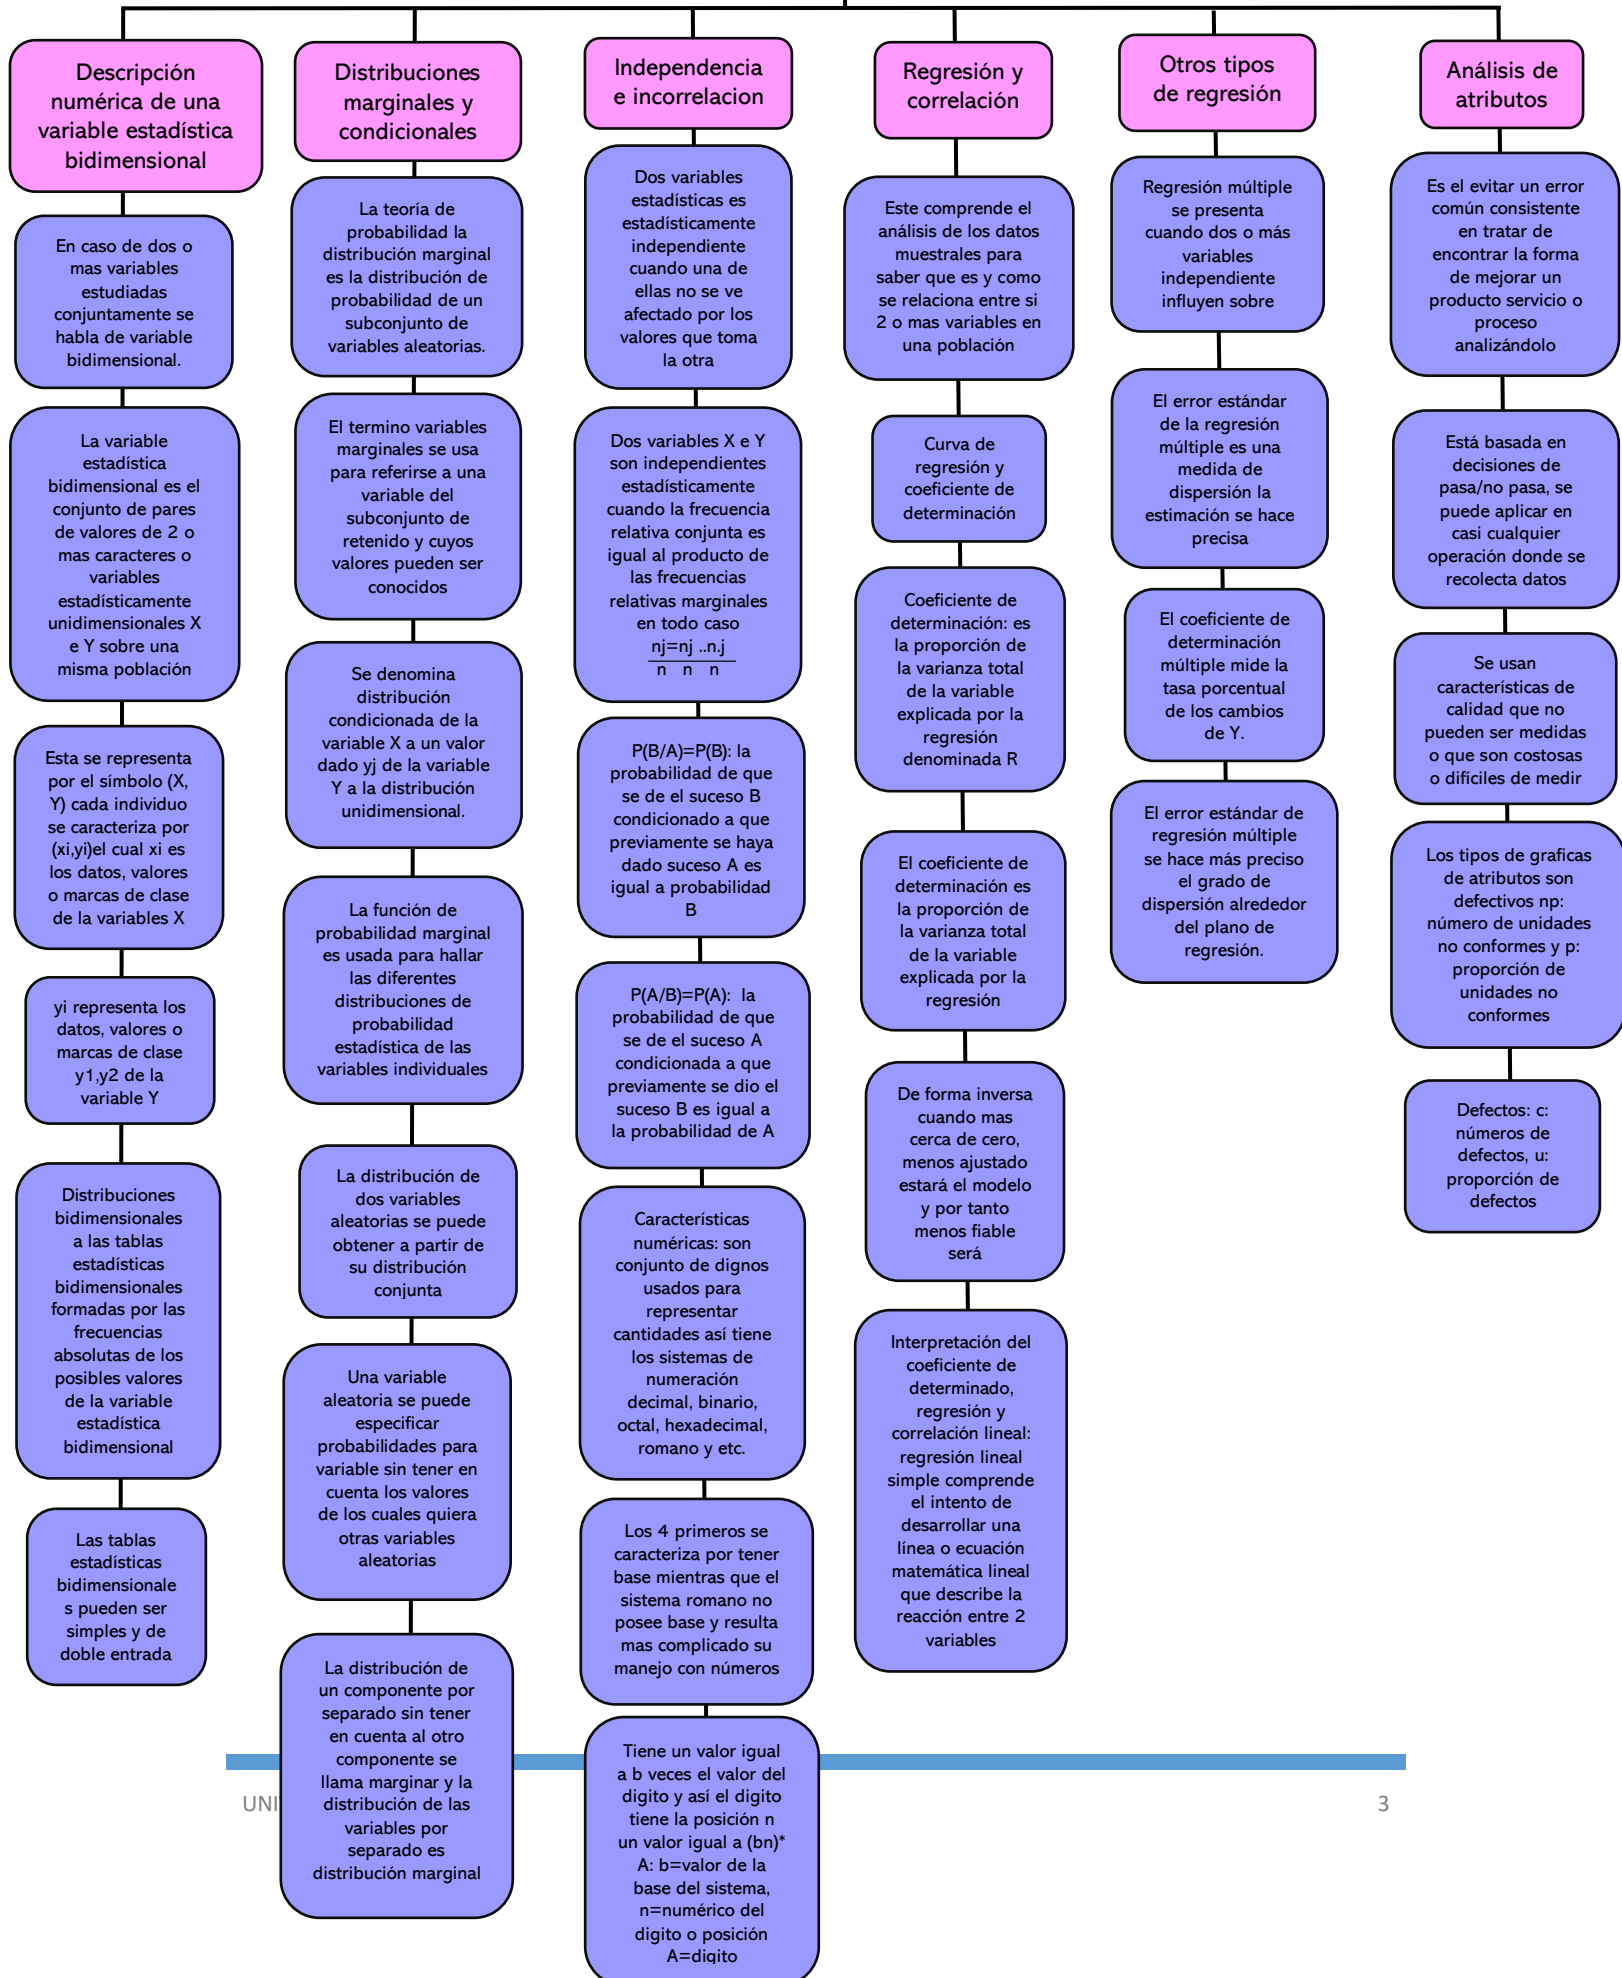 Descripción
numérica de una
variable estadística
bidimensional
En caso de dos o
mas variables
estudiadas
conjuntamente se
habla de variable
bidimensional.
La variable
estadística
bidimensional es el
conjunto de pares
de valores de 2 o
mas caracteres o
variables
estadísticamente
unidimensionales X
e Y sobre una
misma población
Esta se representa
por el símbolo (X,
Y) cada individuo
se caracteriza por
(xi,yi)el cual xi es
los datos, valores
o marcas de clase
de la variables X
yi representa los
datos, valores o
marcas de clase
y1,y2 de la
variable Y
Distribuciones
bidimensionales
a las tablas
estadísticas
bidimensionales
formadas por las
frecuencias
absolutas de los
posibles valores
de la variable
estadística
bidimensional
Las tablas
estadísticas
bidimensionale
s pueden ser
simples y de
doble entrada
Distribuciones
marginales y
condicionales
La teoría de
probabilidad la
distribución marginal
es la distribución de
probabilidad de un
subconjunto de
variables aleatorias.
El termino variables
marginales se usa
para referirse a una
variable del
subconjunto de
retenido y cuyos
valores pueden ser
conocidos
Se denomina
distribución
condicionada de la
variable X a un valor
dado yj de la variable
Y a la distribución
unidimensional.
La función de
probabilidad marginal
es usada para hallar
las diferentes
distribuciones de
probabilidad
estadística de las
variables individuales
La distribución de
dos variables
aleatorias se puede
obtener a partir de
su distribución
conjunta
Una variable
aleatoria se puede
especificar
probabilidades para
variable sin tener en
cuenta los valores
de los cuales quiera
otras variables
aleatorias
La distribución de
un componente por
separado sin tener
en cuenta al otro
componente se
llama marginar y la
distribución de las
variables por
separado es
distribución marginal
Independencia
e incorrelacion
Dos variables
estadísticas es
estadísticamente
independiente
cuando una de
ellas no se ve
afectado por los
valores que toma
la otra
Dos variables X e Y
son independientes
estadísticamente
cuando la frecuencia
relativa conjunta es
igual al producto de
las frecuencias
relativas marginales
en todo caso
nj=nj ..n.j
n n n
P(B/A)=P(B): la
probabilidad de que
se de el suceso B
condicionado a que
previamente se haya
dado suceso A es
igual a probabilidad
B
P(A/B)=P(A): la
probabilidad de que
se de el suceso A
condicionada a que
previamente se dio el
suceso B es igual a
la probabilidad de A
Características
numéricas: son
conjunto de dignos
usados para
representar
cantidades así tiene
los sistemas de
numeración
decimal, binario,
octal, hexadecimal,
romano y etc.
Los 4 primeros se
caracteriza por tener
base mientras que el
sistema romano no
posee base y resulta
mas complicado su
manejo con números
Tiene un valor igual
a b veces el valor del
digito y así el digito
tiene la posición n
un valor igual a (bn)*
A: b=valor de la
base del sistema,
n=numérico del
digito o posición
A=digito
Regresión y
correlación
Este comprende el
análisis de los datos
muestrales para
saber que es y como
se relaciona entre si
2 o mas variables en
una población
Curva de
regresión y
coeficiente de
determinación
Coeficiente de
determinación: es
la proporción de
la varianza total
de la variable
explicada por la
regresión
denominada R
El coeficiente de
determinación es
la proporción de
la varianza total
de la variable
explicada por la
regresión
De forma inversa
cuando mas
cerca de cero,
menos ajustado
estará el modelo
y por tanto
menos fiable
será
Interpretación del
coeficiente de
determinado,
regresión y
correlación lineal:
regresión lineal
simple comprende
el intento de
desarrollar una
línea o ecuación
matemática lineal
que describe la
reacción entre 2
variables
Otros tipos
de regresión
Regresión múltiple
se presenta
cuando dos o más
variables
independiente
influyen sobre
El error estándar
de la regresión
múltiple es una
medida de
dispersión la
estimación se hace
precisa
El coeficiente de
determinación
múltiple mide la
tasa porcentual
de los cambios
de Y.
El error estándar de
regresión múltiple
se hace más preciso
el grado de
dispersión alrededor
del plano de
regresión.
Análisis de
atributos
Es el evitar un error
común consistente
en tratar de
encontrar la forma
de mejorar un
producto servicio o
proceso
analizándolo
Está basada en
decisiones de
pasa/no pasa, se
puede aplicar en
casi cualquier
operación donde se
recolecta datos
Se usan
características de
calidad que no
pueden ser medidas
o que son costosas
o difíciles de medir
Los tipos de graficas
de atributos son
defectivos np:
número de unidades
no conformes y p:
proporción de
unidades no
conformes
Defectos: c:
números de
defectos, u:
proporción de
defectos
UNI
3